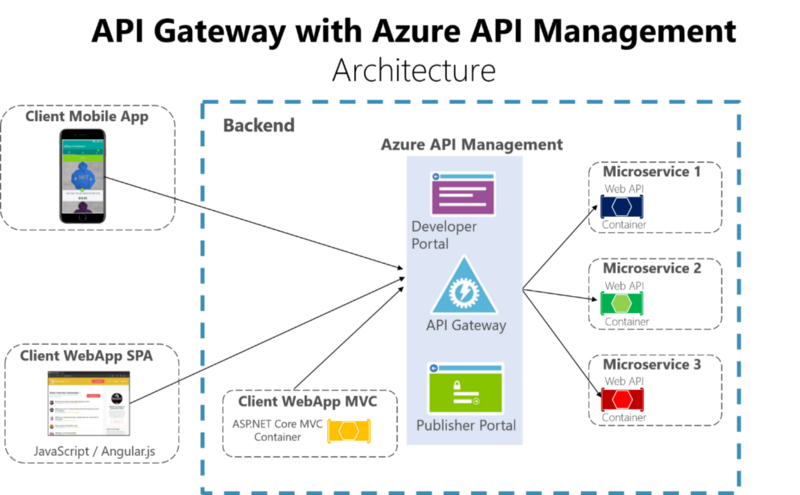 API Gateway with Azure API Management
Architecture
Client Mobile App
Backend
Azure API Management
Developer
Portal
API Gateway
Publisher Portal
Microservice 1
Web API
Container
Microservice 2
Web API
Container
Microservice 3
Web API
Container
Client WebApp SPA
JavaScript / Angular.js
Client WebApp MVC
ASP.NET Core MVC
Container